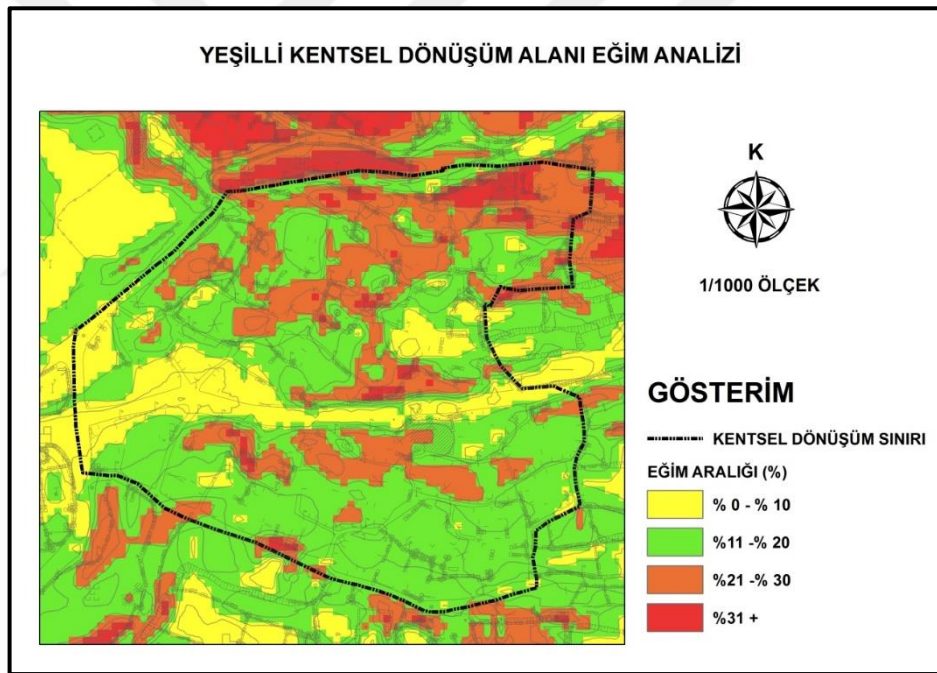 YEŞİLLİ KENTSEL DÖNÜŞÜM ALANI EĞİM ANALİZİ
K
1/1000 ÖLÇEK
GÖSTERİM
KENTSEL DÖNÜŞÜM SINIRI
EĞİM ARALIĞI (%)
% 0 - % 10
%11 -% 20
%21 -% 30
%31 +